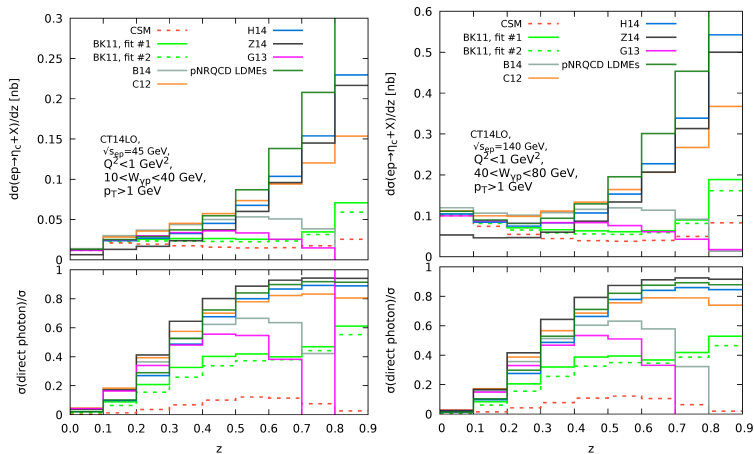 dσ(ep→η_c+X)/dz [nb]
0.3
0.25
0.2
0.15
0.1
0.05
0
CSM
BK11, fit #1
BK11, fit #2
B14
C12
H14
Z14
G13
pNRQCD LDMEs
CT14LO,
√s_ep=45 GeV,
Q²<1 GeV²,
10<W_γp<40 GeV,
p_T>1 GeV
σ(direct photon)/σ
1
0.8
0.6
0.4
0.2
0
0.0 0.1 0.2 0.3 0.4 0.5 0.6 0.7 0.8 0.9
z
dσ(ep→η_c+X)/dz [nb]
0.6
0.5
0.4
0.3
0.2
0.1
0
CSM
BK11, fit #1
BK11, fit #2
B14
C12
H14
Z14
G13
pNRQCD LDMEs
CT14LO,
√s_ep=140 GeV,
Q²<1 GeV²,
40<W_γp<80 GeV,
p_T>1 GeV
σ(direct photon)/σ
1
0.8
0.6
0.4
0.2
0
0.0 0.1 0.2 0.3 0.4 0.5 0.6 0.7 0.8 0.9
z